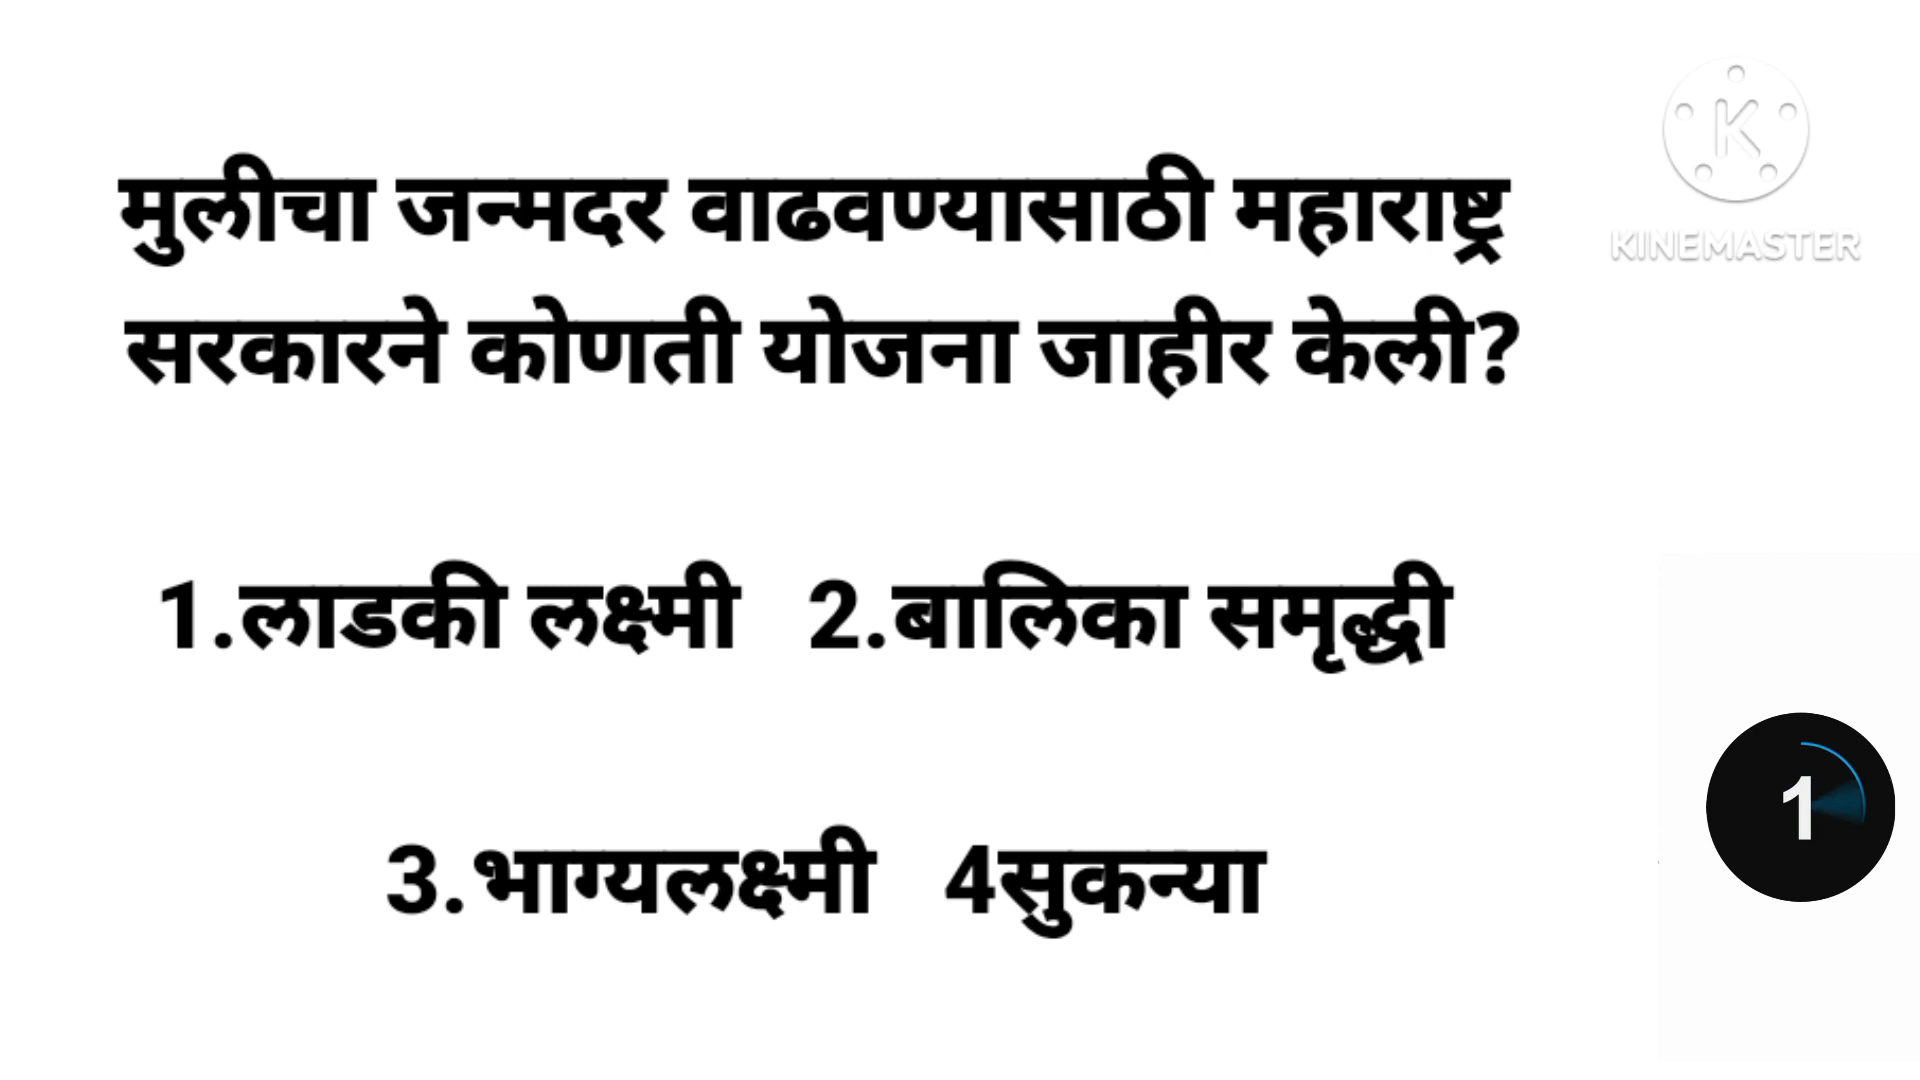 मुलीचा जन्मदर वाढवण्यासाठी महाराष्ट्र
सरकारने कोणती योजना जाहीर केली?
1.लाडकी लक्ष्मी 2.बालिका समृद्धी
3.भाग्यलक्ष्मी 4सुकन्या
K
KINEMASTER
1